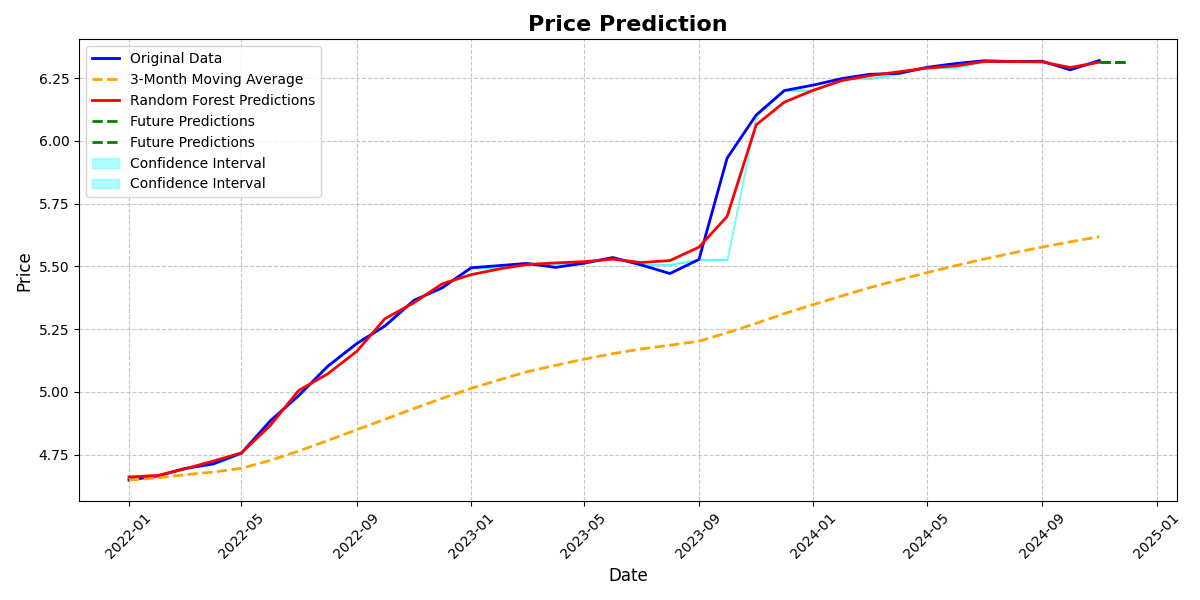 Price Prediction
Original Data
3-Month Moving Average
Random Forest Predictions
Future Predictions
Future Predictions
Confidence Interval
Confidence Interval
Price
6.25
6.00
5.75
5.50
5.25
5.00
4.75
2022-01
2022-05
2022-09
2023-01
2023-05
2023-09
2024-01
2024-05
2024-09
2025-01
Date